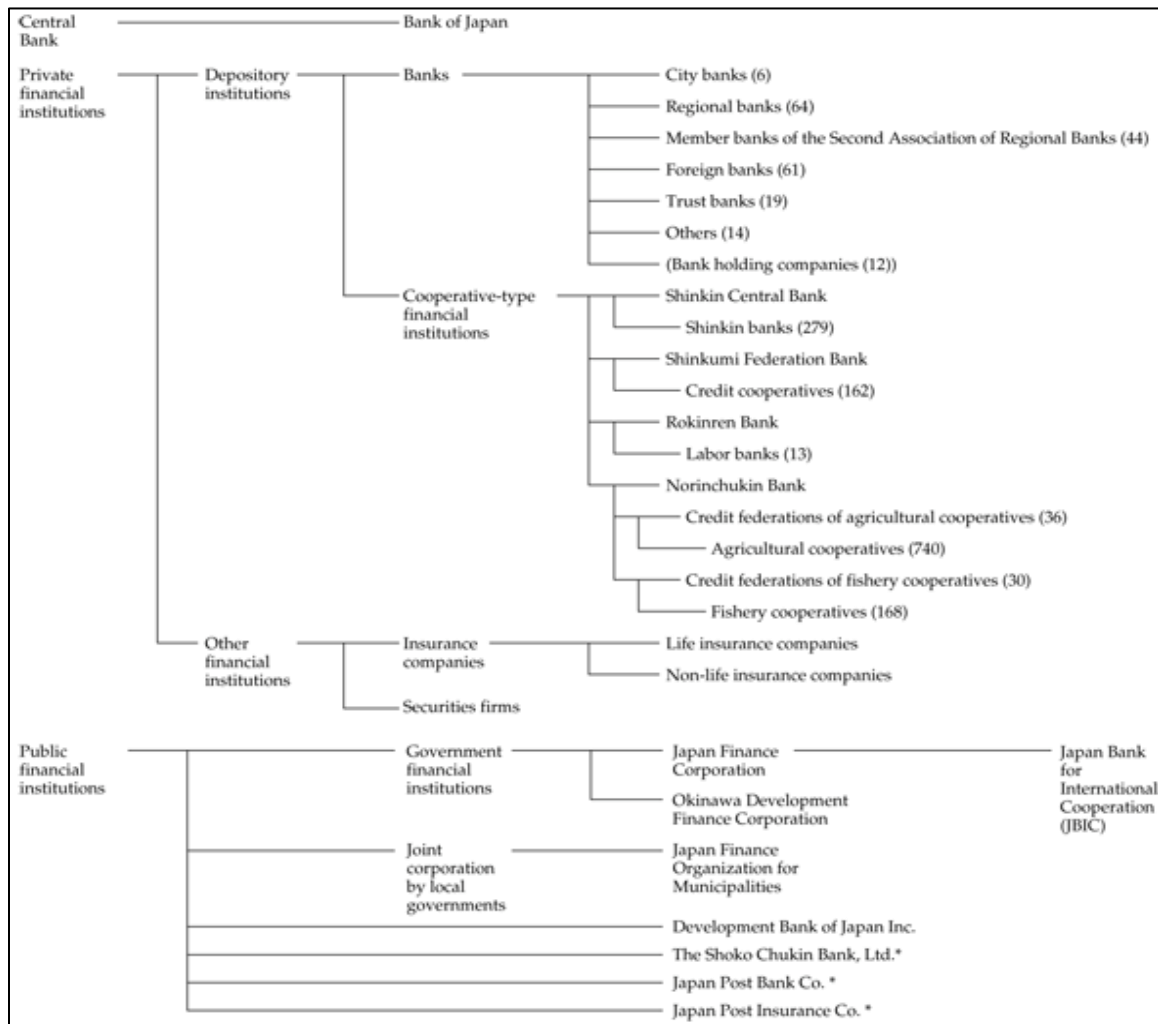 Central
Bank
Bank of Japan
Private
financial
institutions
Depository
institutions
Banks
City banks (6)
Regional banks (64)
Member banks of the Second Association of Regional Banks (44)
Foreign banks (61)
Trust banks (19)
Others (14)
(Bank holding companies (12))
Cooperative-type
financial
institutions
Shinkin Central Bank
Shinkin banks (279)
Shinkumi Federation Bank
Credit cooperatives (162)
Rokinren Bank
Labor banks (13)
Norinchukin Bank
Credit federations of agricultural cooperatives (36)
Agricultural cooperatives (740)
Credit federations of fishery cooperatives (30)
Fishery cooperatives (168)
Other
financial
institutions
Insurance
companies
Life insurance companies
Non-life insurance companies
Securities firms
Public
financial
institutions
Government
financial
institutions
Japan Finance
Corporation
Japan Bank
for
International
Cooperation
(JBIC)
Okinawa Development
Finance Corporation
Joint
corporation
by local
governments
Japan Finance
Organization for
Municipalities
Development Bank of Japan Inc.
The Shoko Chukin Bank, Ltd.*
Japan Post Bank Co. *
Japan Post Insurance Co. *